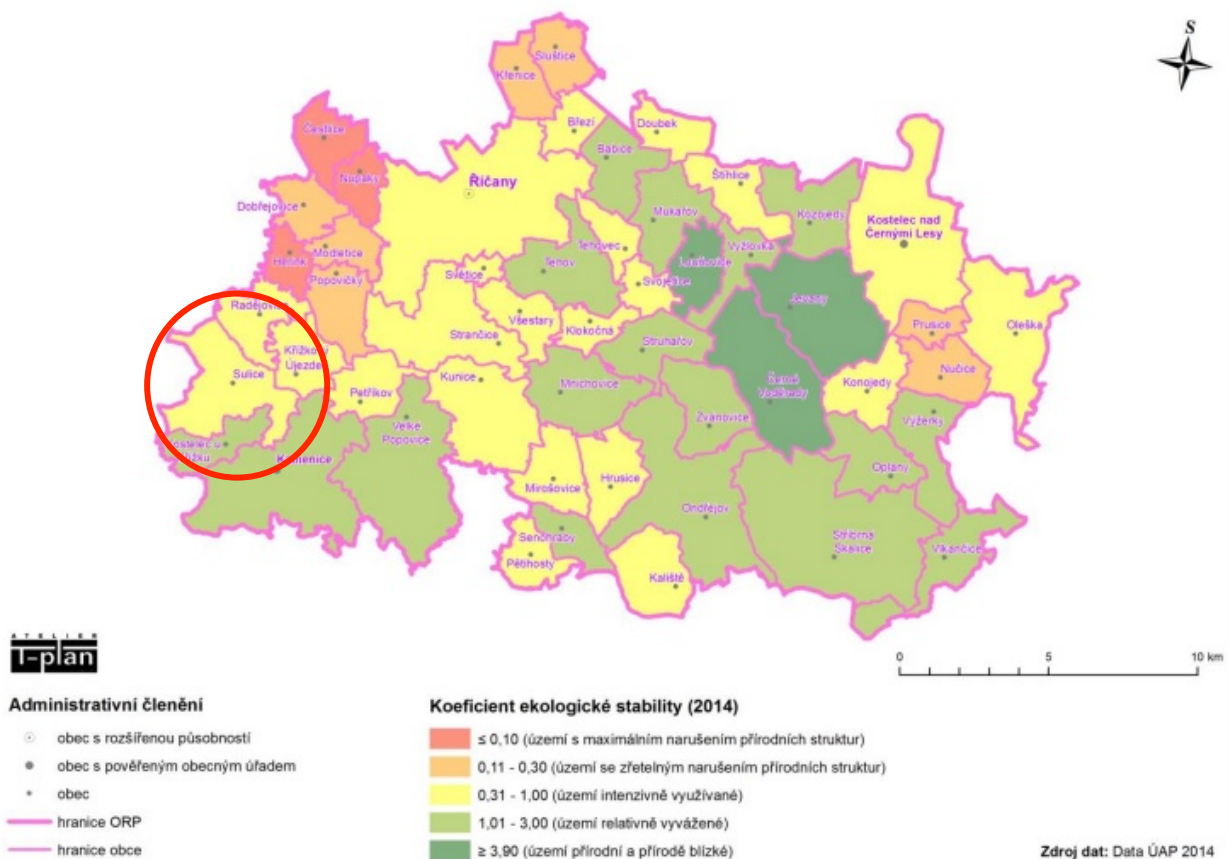 S
Sluštice
Křenice
Březí
Doubek
Čestlice
Babice
Nupaky
Říčany
Štihlice
Dobřejovice
Mukařov
Kozojedy
Kostelec nad
Černými Lesy
Modletice
Tehovec
Herink
Louňovice
Vyžlovka
Popovičky
Světice
Tehov
Svojetice
Jevany
Radějovice
Všestary
Klokočná
Prusice
Oleška
Strančice
Struhařov
Křížkový
Újezdec
Sulice
Kunice
Mnichovice
Černé
Voděrady
Konojedy
Nučice
Petříkov
Velké
Popovice
Zvánovice
Výžerky
Kostelec u
Křížků
Kamenice
Mirošovice
Hrusice
Oplany
Ondřejov
Senohraby
Stříbrná
Skalice
Vlkančice
Pětihosty
Kaliště
ATELIER
T-plan
0 5 10 km
Administrativní členění
obec s rozšířenou působností
obec s pověřeným obecným úřadem
obec
hranice ORP
hranice obce
Koeficient ekologické stability (2014)
≤ 0,10 (území s maximálním narušením přírodních struktur)
0,11 - 0,30 (území se zřetelným narušením přírodních struktur)
0,31 - 1,00 (území intenzivně využívané)
1,01 - 3,00 (území relativně vyvážené)
≥ 3,90 (území přírodní a přírodě blízké)
Zdroj dat: Data ÚAP 2014